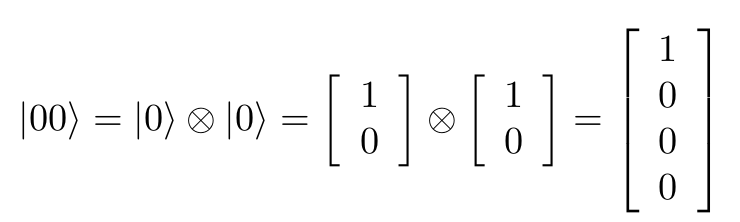 |00⟩ = |0⟩ ⊗ |0⟩ = [ 1 0 ] ⊗ [ 1 0 ] = [ 1 0 0 0 ]